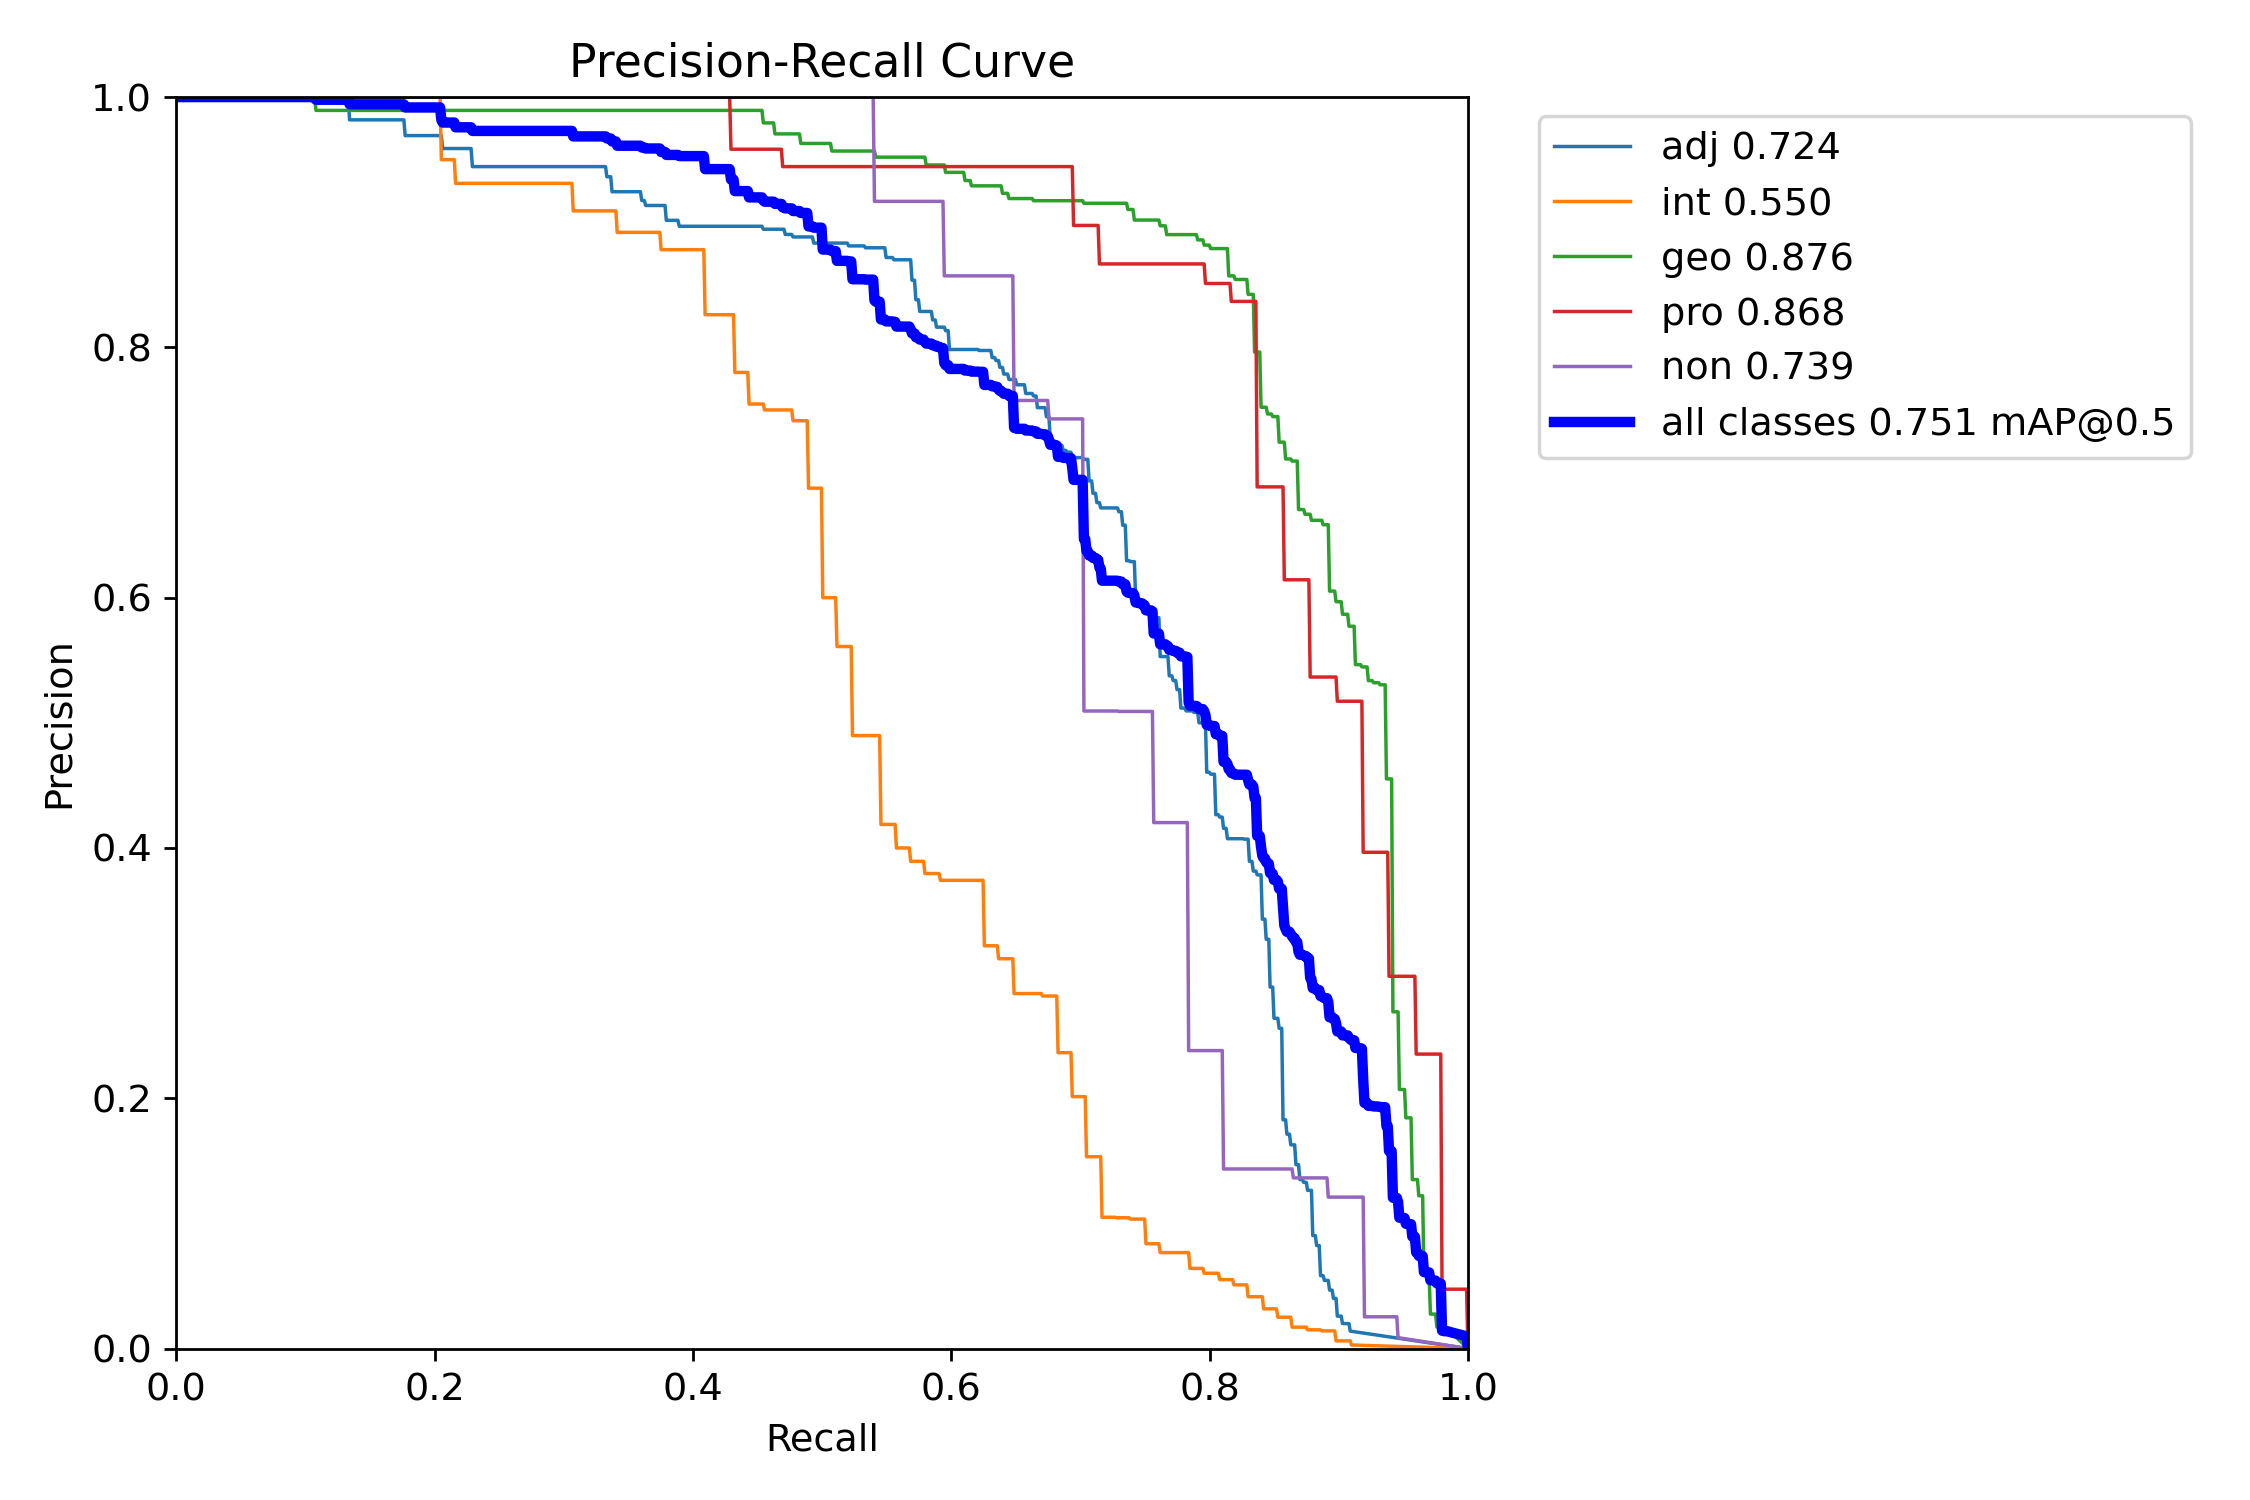 Precision-Recall Curve
1.0
0.8
0.6
0.4
0.2
0.0
Precision
0.0 0.2 0.4 0.6 0.8 1.0
Recall
adj 0.724
int 0.550
geo 0.876
pro 0.868
non 0.739
all classes 0.751 mAP@0.5